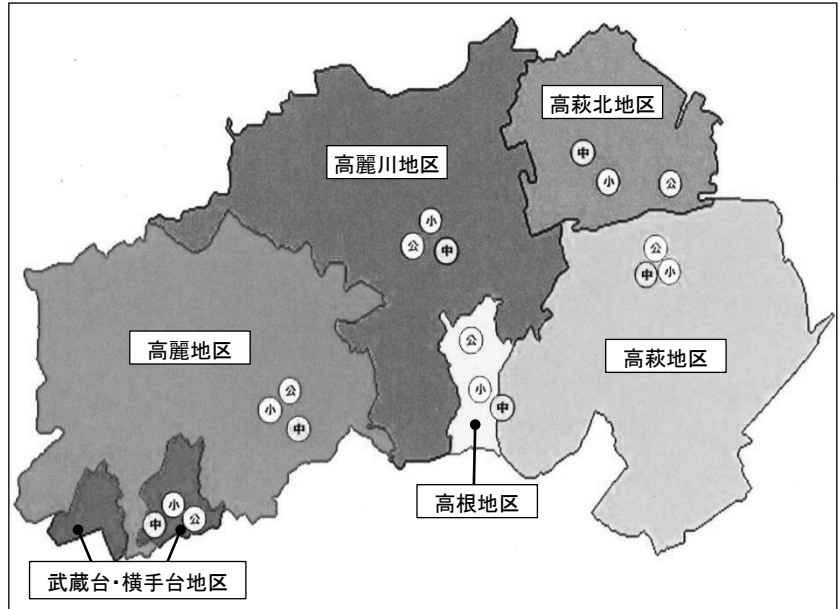 高萩北地区
高麗川地区
中
小
公
小
公
中
公
中
小
高麗地区
高萩地区
公
公
小
中
小
中
公
小
中
公
高根地区
武蔵台・横手台地区